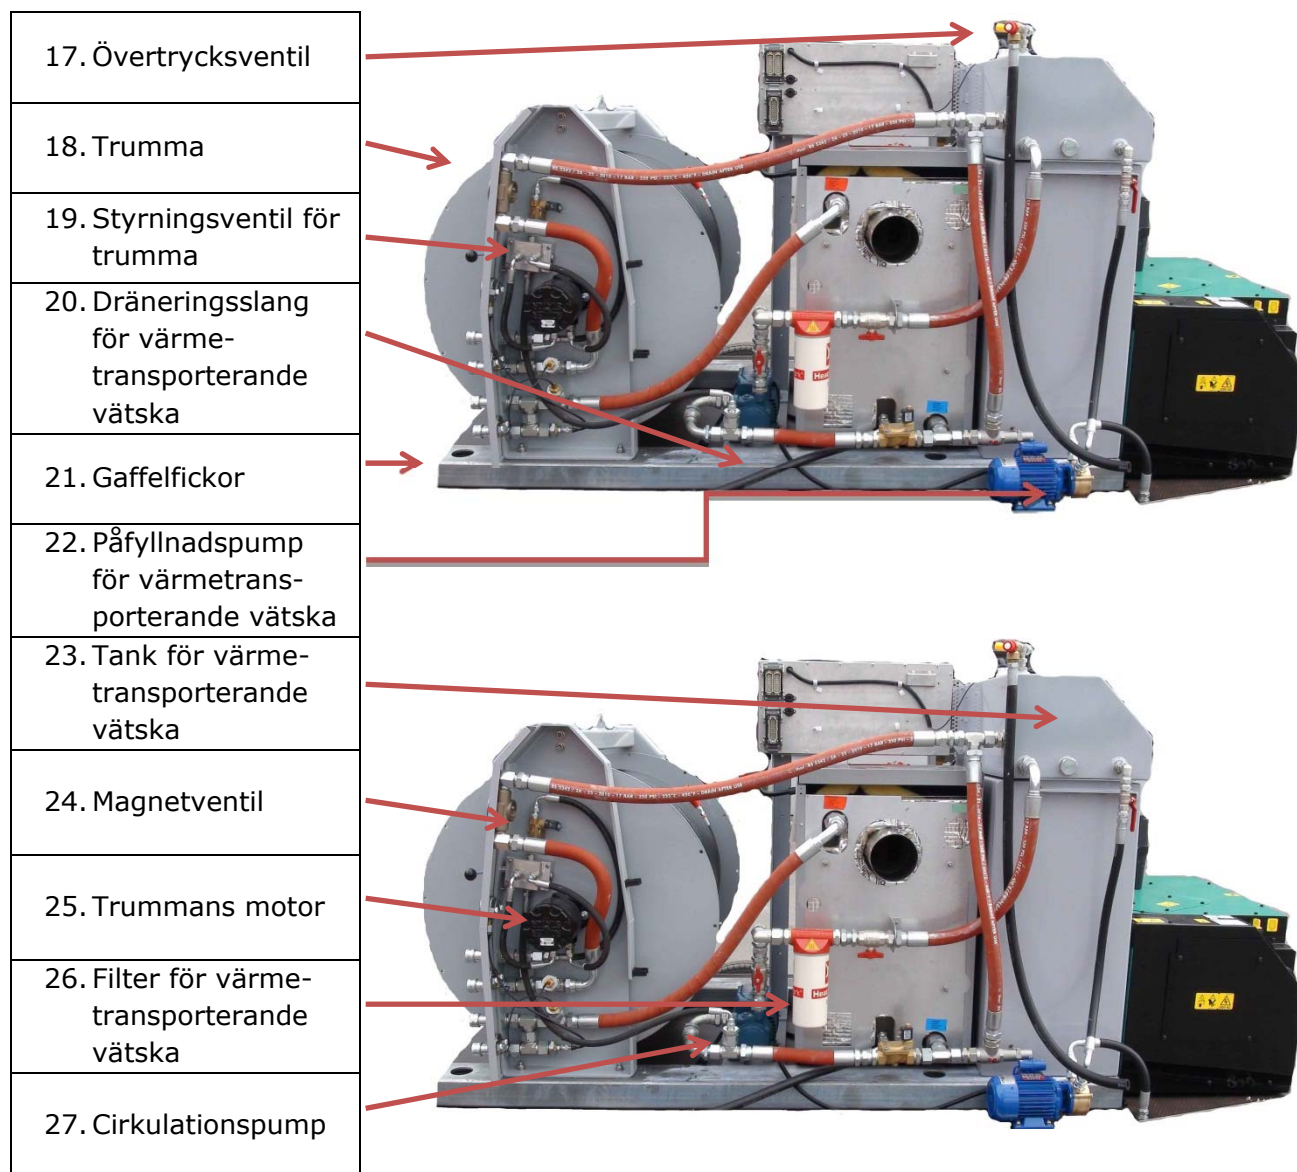 17. Övertrycksventil
18. Trumma
19. Styrningsventil för
trumma
20. Dräneringsslang
för värme-
transporterande
vätska
21. Gaffelfickor
22. Påfyllnadspump
för värmetrans-
porterande vätska
23. Tank för värme-
transporterande
vätska
24. Magnetventil
25. Trummans motor
26. Filter för värme-
transporterande
vätska
27. Cirkulationspump